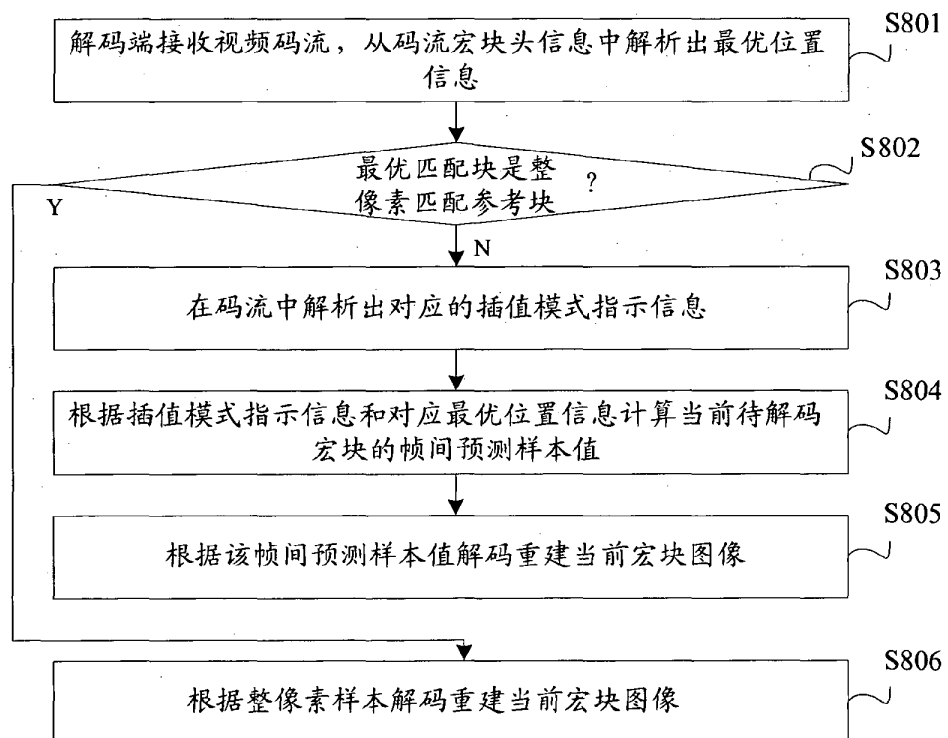 S801
解码端接收视频码流，从码流宏块头信息中解析出最优位置
信息
S802
最优匹配块是整
像素匹配参考块
?
Y
N
S803
在码流中解析出对应的插值模式指示信息
S804
根据插值模式指示信息和对应最优位置信息计算当前待解码
宏块的帧间预测样本值
S805
根据该帧间预测样本值解码重建当前宏块图像
S806
根据整像素样本解码重建当前宏块图像